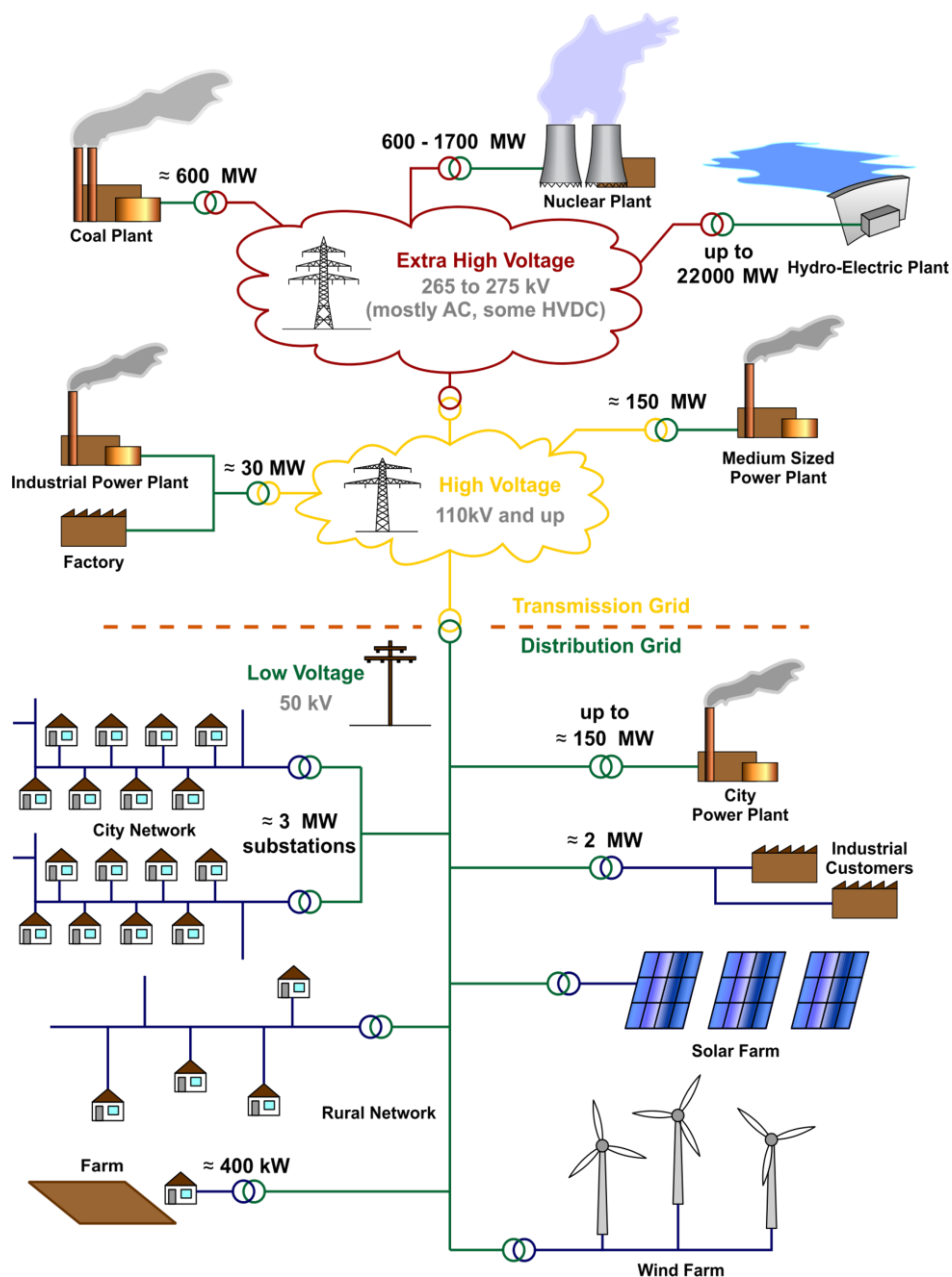 600 - 1700 MW
≈ 600 MW
Nuclear Plant
Coal Plant
up to
22000 MW
Hydro-Electric Plant
Extra High Voltage
265 to 275 kV
(mostly AC, some HVDC)
≈ 150 MW
Medium Sized
Power Plant
Industrial Power Plant
≈ 30 MW
High Voltage
110kV and up
Factory
Transmission Grid
Distribution Grid
Low Voltage
50 kV
up to
≈ 150 MW
City
Power Plant
City Network
≈ 3 MW
substations
≈ 2 MW
Industrial
Customers
Solar Farm
Rural Network
Farm
≈ 400 kW
Wind Farm